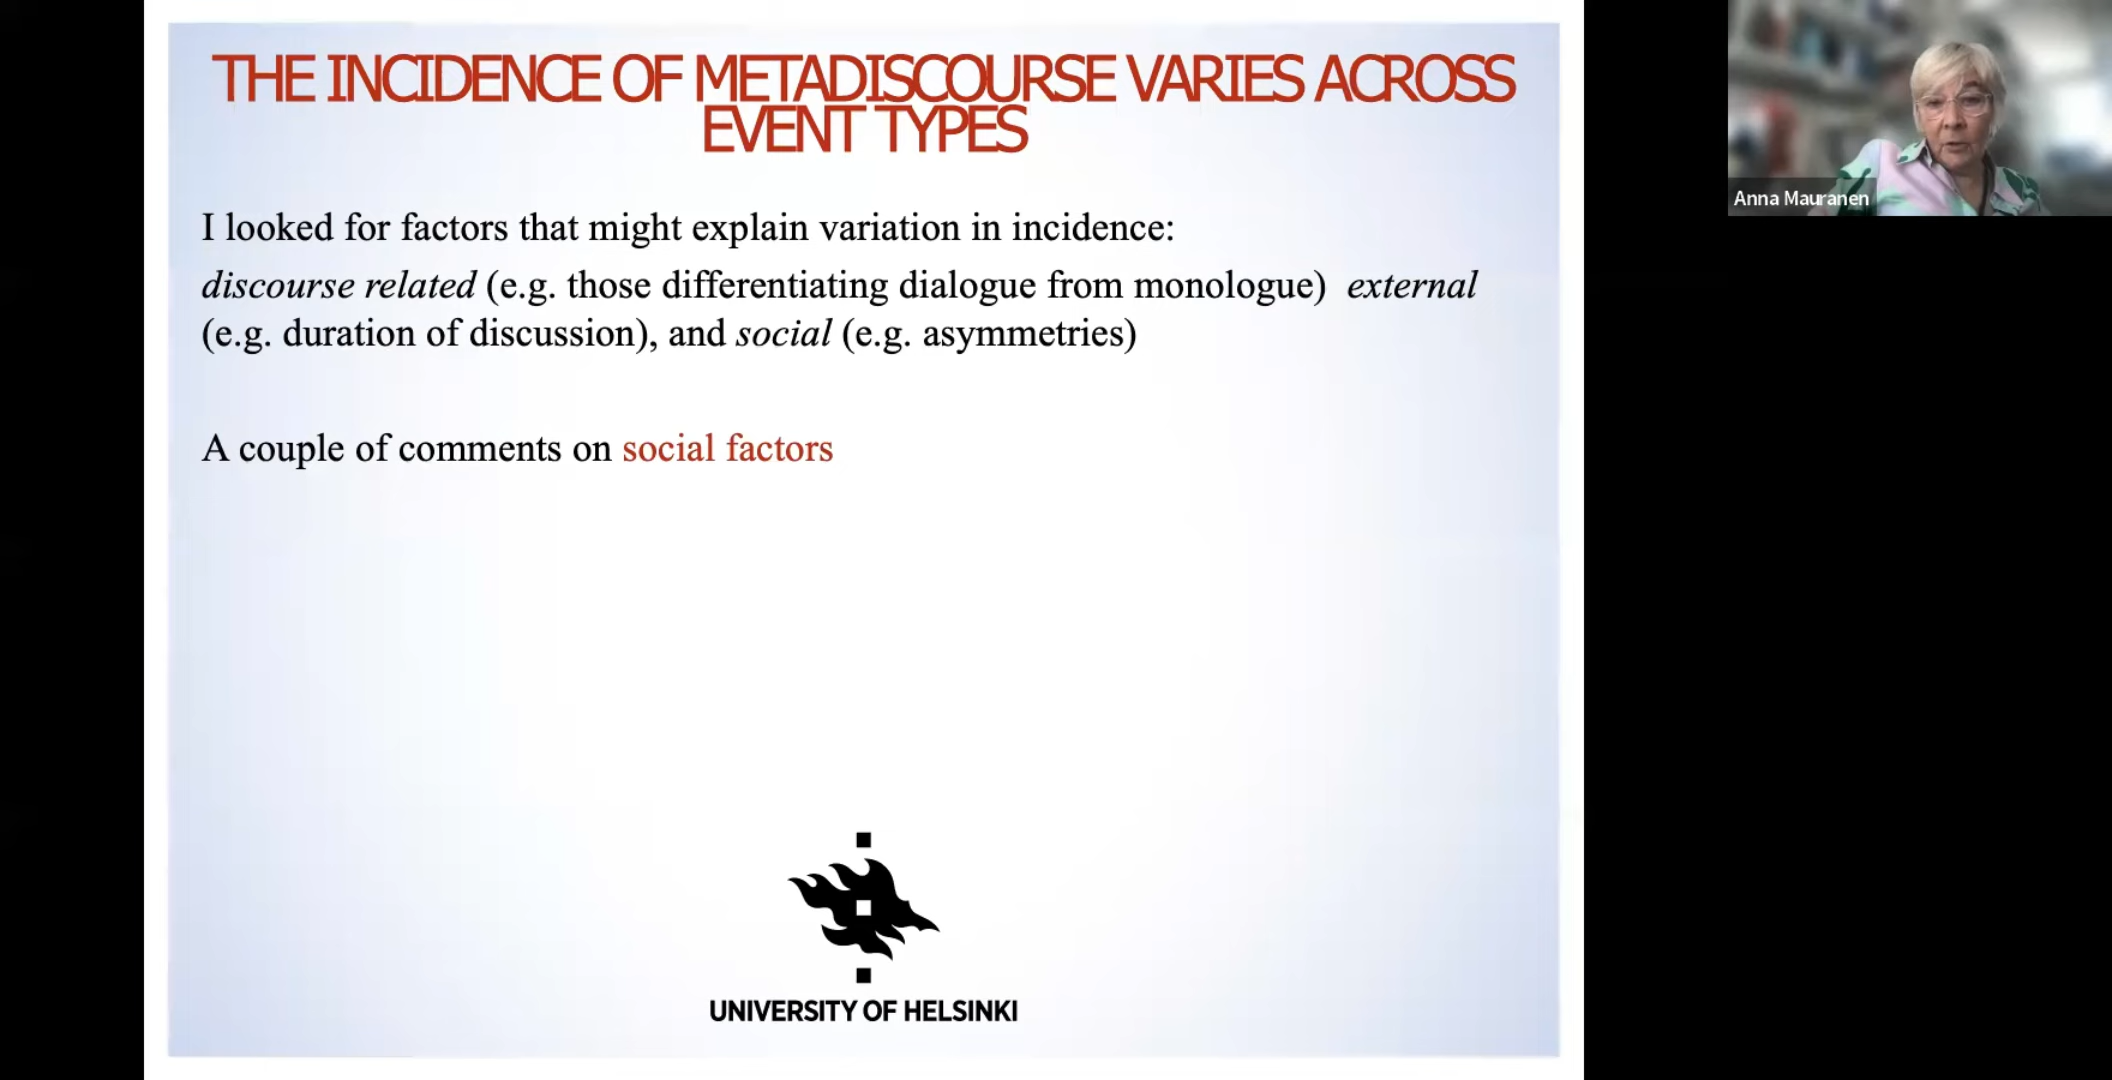 THE INCIDENCE OF METADISCOURSE VARIES ACROSS
EVENT TYPES
I looked for factors that might explain variation in incidence:
discourse related (e.g. those differentiating dialogue from monologue)  external
(e.g. duration of discussion), and social (e.g. asymmetries)
A couple of comments on social factors
UNIVERSITY OF HELSINKI
Anna Mauranen